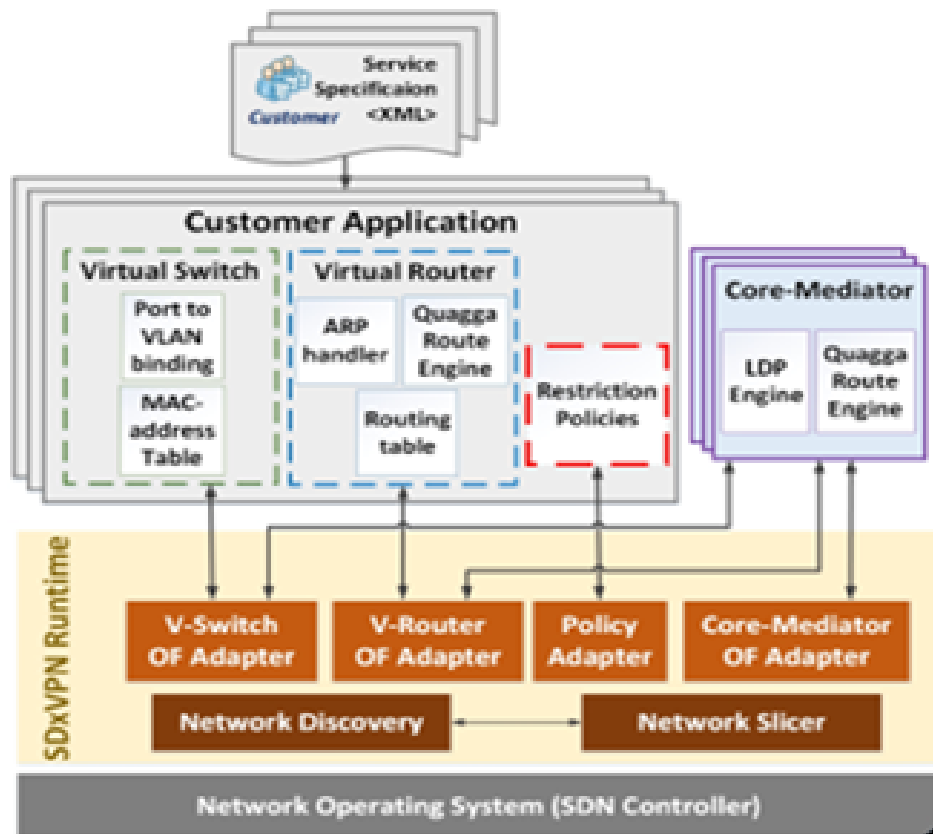 Service
Specificaion
<XML>
Customer
Customer Application
Virtual Switch
Port to
VLAN
binding
MAC-
address
Table
Virtual Router
ARP
handler
Quagga
Route
Engine
Routing
table
Restriction
Policies
Core-Mediator
LDP
Engine
Quagga
Route
Engine
SDxVPN Runtime
V-Switch
OF Adapter
V-Router
OF Adapter
Policy
Adapter
Core-Mediator
OF Adapter
Network Discovery
Network Slicer
Network Operating System (SDN Controller)